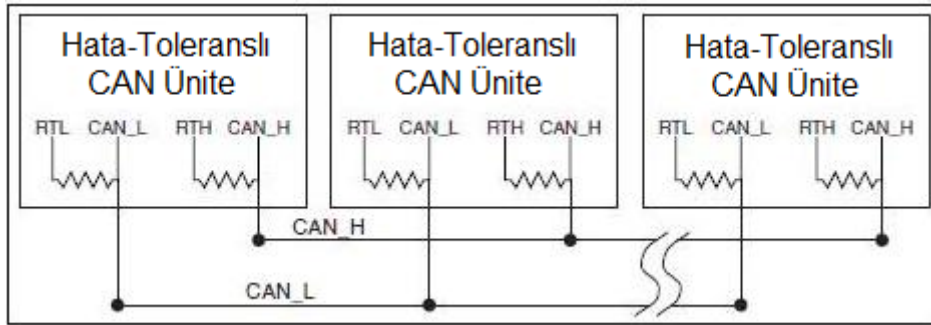 Hata-Toleranslı
CAN Ünite
RTL CAN_L RTH CAN_H
Hata-Toleranslı
CAN Ünite
RTL CAN_L RTH CAN_H
Hata-Toleranslı
CAN Ünite
RTL CAN_L RTH CAN_H
CAN_H
CAN_L